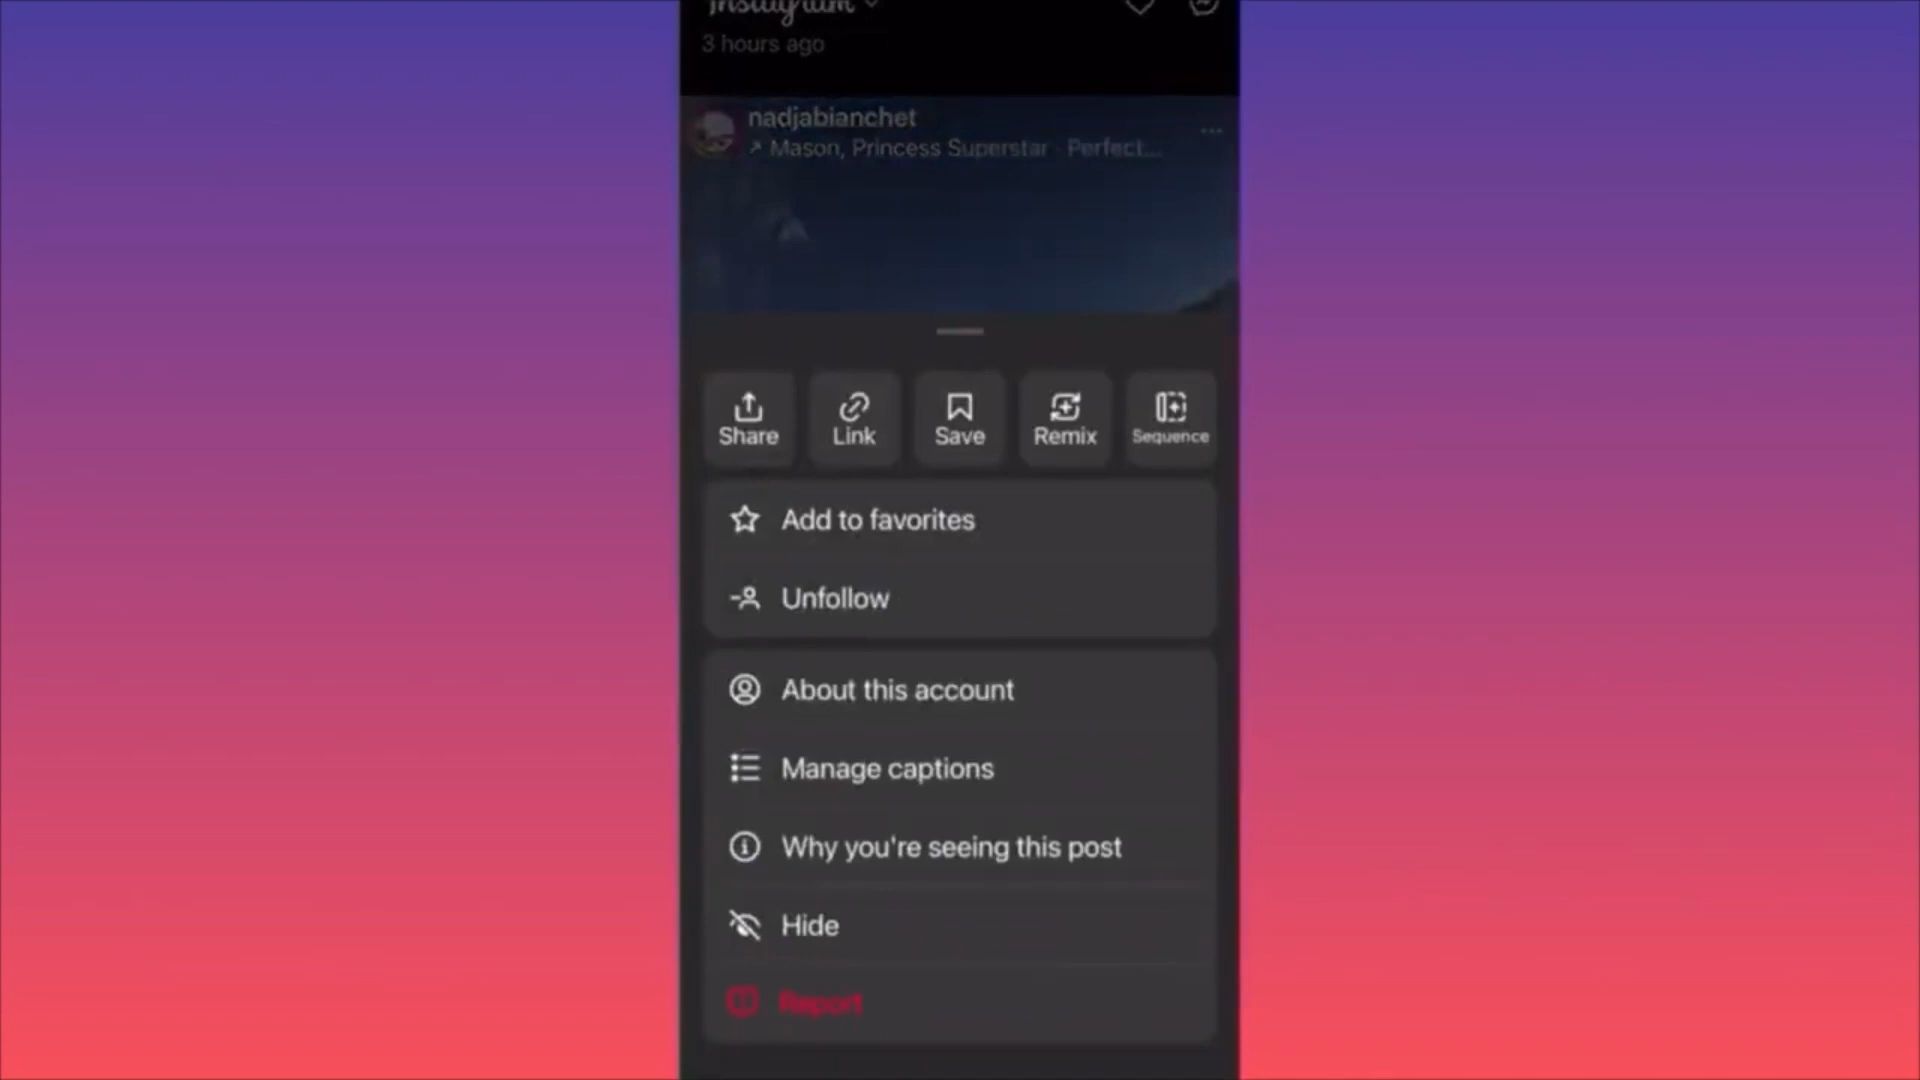 Instagram
3 hours ago
nadjabianchet
Mason, Princess Superstar · Perfect...
Share
Link
Save
Remix
Sequence
Add to favorites
Unfollow
About this account
Manage captions
Why you're seeing this post
Hide
Report